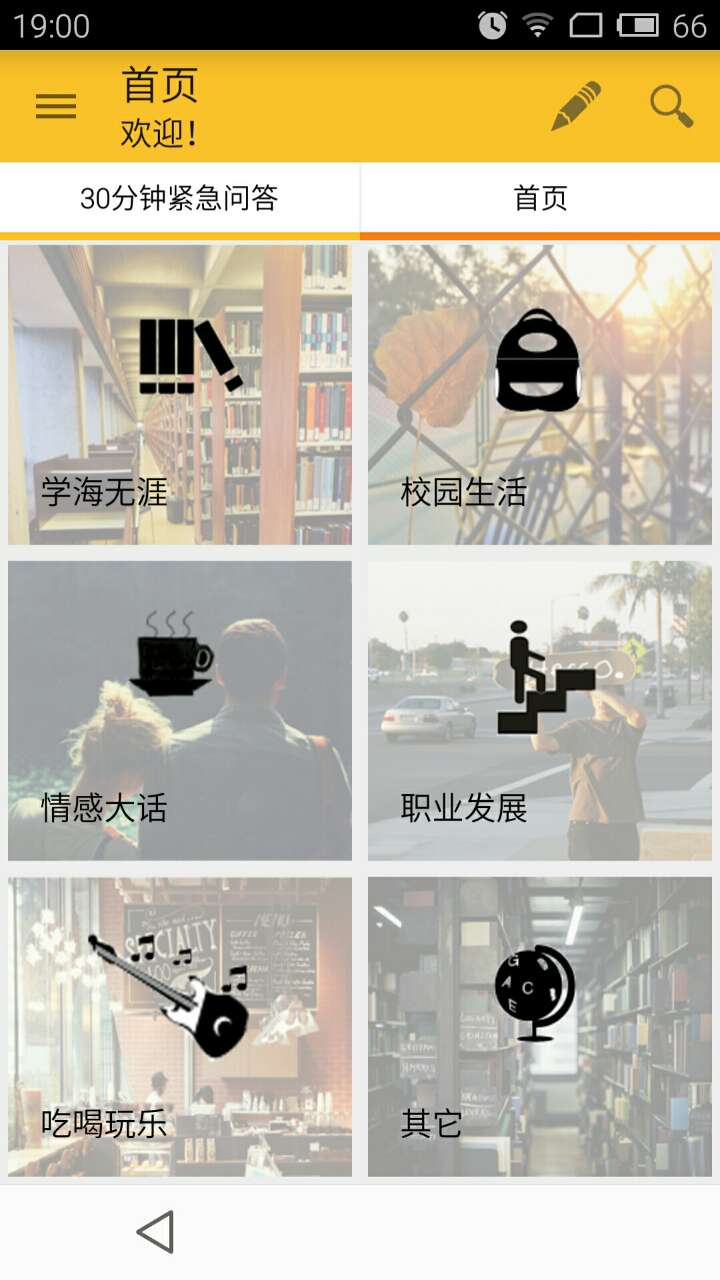 19:00
66
首页
欢迎!
30分钟紧急问答
首页
学海无涯
校园生活
情感大话
职业发展
SPECIALTY
MENU
吃喝玩乐
G
A C
E
其它